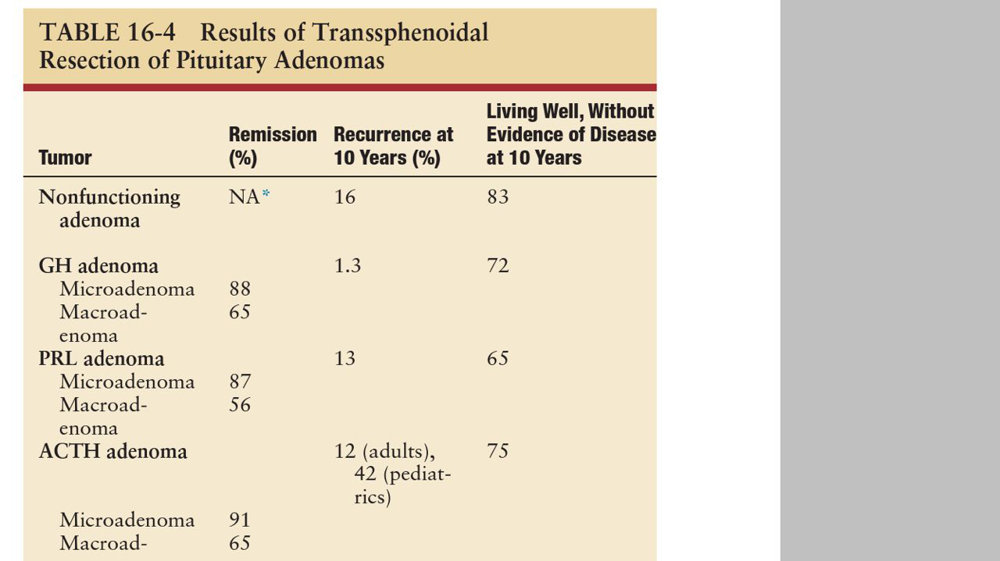 TABLE 16-4 Results of Transsphenoidal
Resection of Pituitary Adenomas
Tumor Remission (%) Recurrence at 10 Years (%) Living Well, Without Evidence of Disease at 10 Years
Nonfunctioning adenoma NA* 16 83
GH adenoma 1.3 72
Microadenoma 88
Macroad-enoma 65
PRL adenoma 13 65
Microadenoma 87
Macroad-enoma 56
ACTH adenoma 12 (adults), 42 (pediat-rics) 75
Microadenoma 91
Macroad- 65